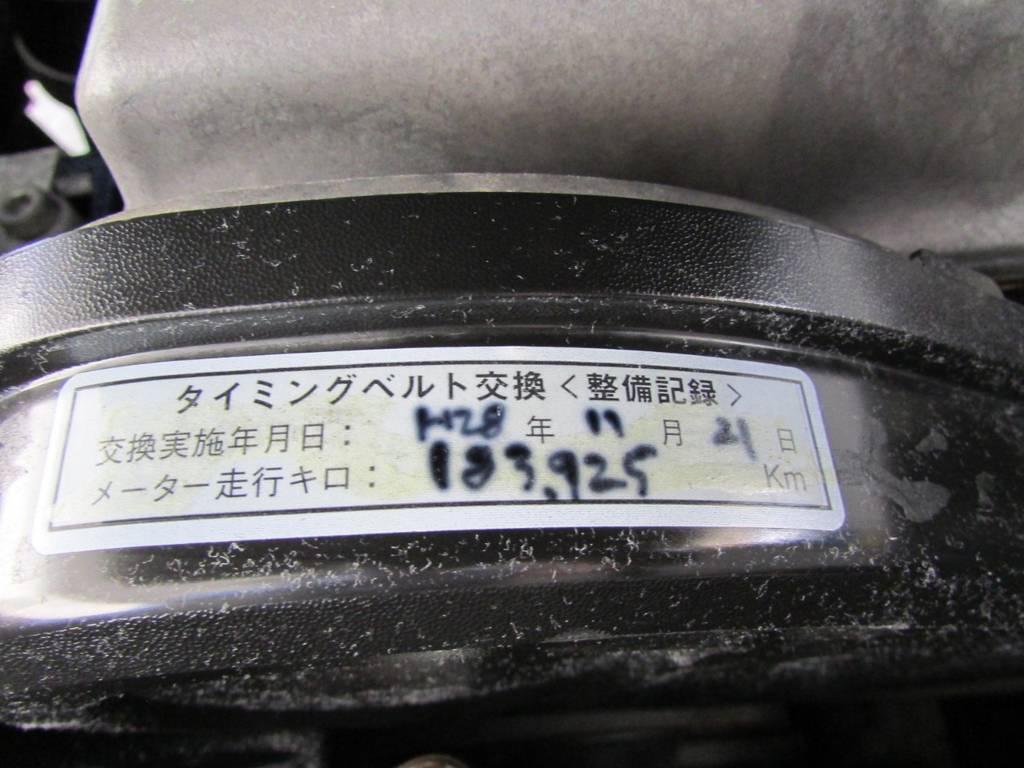 タイミングベルト交換＜整備記録＞
交換実施年月日： H28 年 11 月 21 日
メーター走行キロ： 183,925 Km